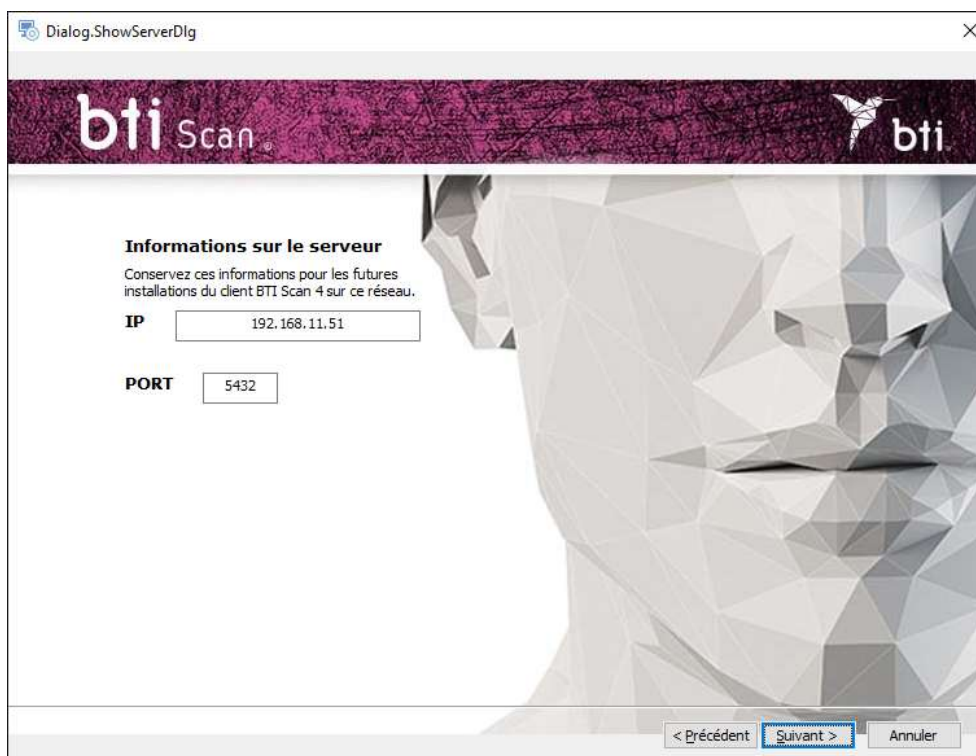 Dialog.ShowServerDlg
bti Scan®
bti
Informations sur le serveur
Conservez ces informations pour les futures
installations du client BTI Scan 4 sur ce réseau.
IP 192.168.11.51
PORT 5432
< Précédent Suivant > Annuler